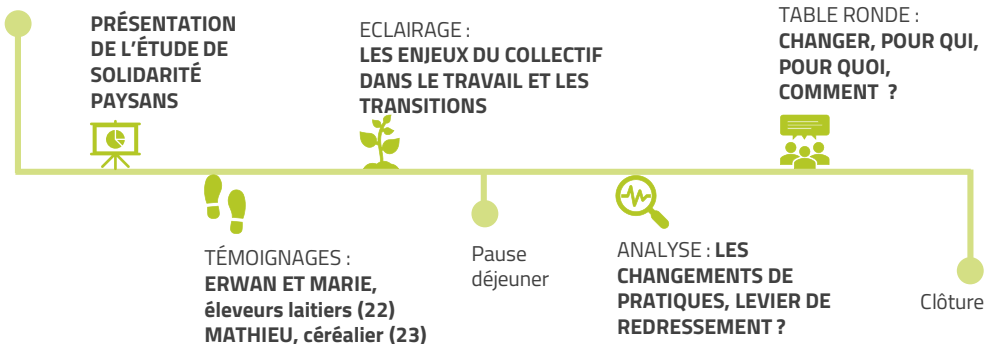 PRÉSENTATION
DE L'ÉTUDE DE
SOLIDARITÉ
PAYSANS
TÉMOIGNAGES :
ERWAN ET MARIE,
éleveurs laitiers (22)
MATHIEU, céréalier (23)
ECLAIRAGE :
LES ENJEUX DU COLLECTIF
DANS LE TRAVAIL ET LES
TRANSITIONS
Pause
déjeuner
ANALYSE : LES
CHANGEMENTS DE
PRATIQUES, LEVIER DE
REDRESSEMENT ?
TABLE RONDE :
CHANGER, POUR QUI,
POUR QUOI,
COMMENT ?
Clôture